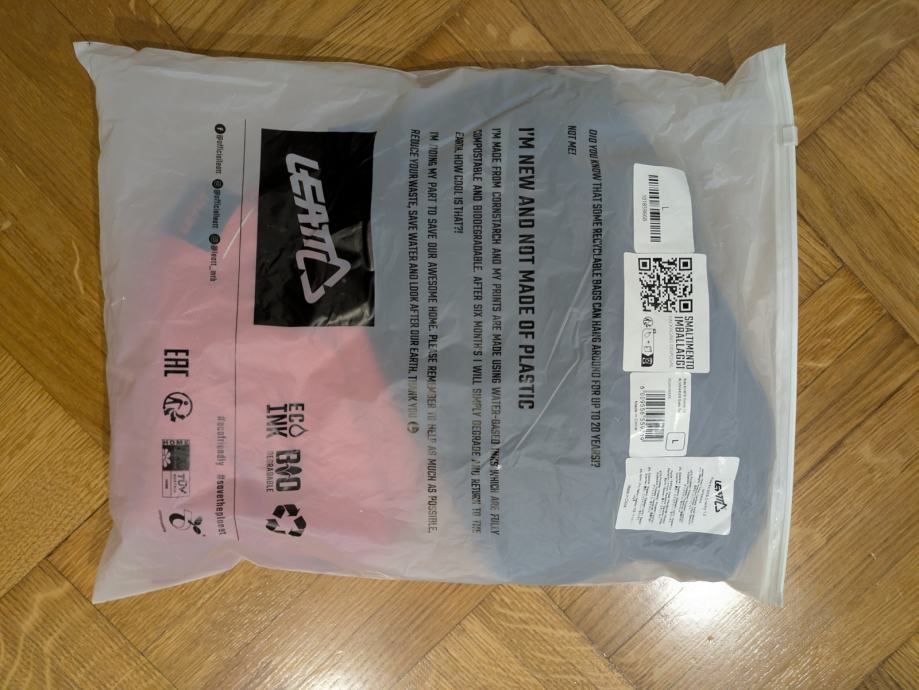 DID YOU KNOW THAT SOME RECYCLABLE BAGS CAN HANG AROUND FOR UP TO 20 YEARS!?
NOT ME!
I'M NEW AND NOT MADE OF PLASTIC
I'M MADE FROM CORNSTARCH AND MY PRINTS ARE MADE USING WATER-BASED INKS WHICH ARE FULLY
COMPOSTABLE AND BIODEGRADABLE. AFTER SIX MONTH'S I WILL SIMPLY DEGRADE AND RETURN TO THE
EARTH. HOW COOL IS THAT?!
I'M DOING MY PART TO SAVE OUR AWESOME HOME. PLEASE REMEMBER TO HELP AS MUCH AS POSSIBLE,
REDUCE YOUR WASTE, SAVE WATER AND LOOK AFTER OUR EARTH. THANK YOU
LEATT
ECO
INK
BIO
DEGRADABLE
@officialleatt @officialleatt @leatt_mtb
#ecofriendly #savetheplanet
EAC
HOME
TÜV
L
SMALTIMENTO
IMBALLAGGI
L
LEATT